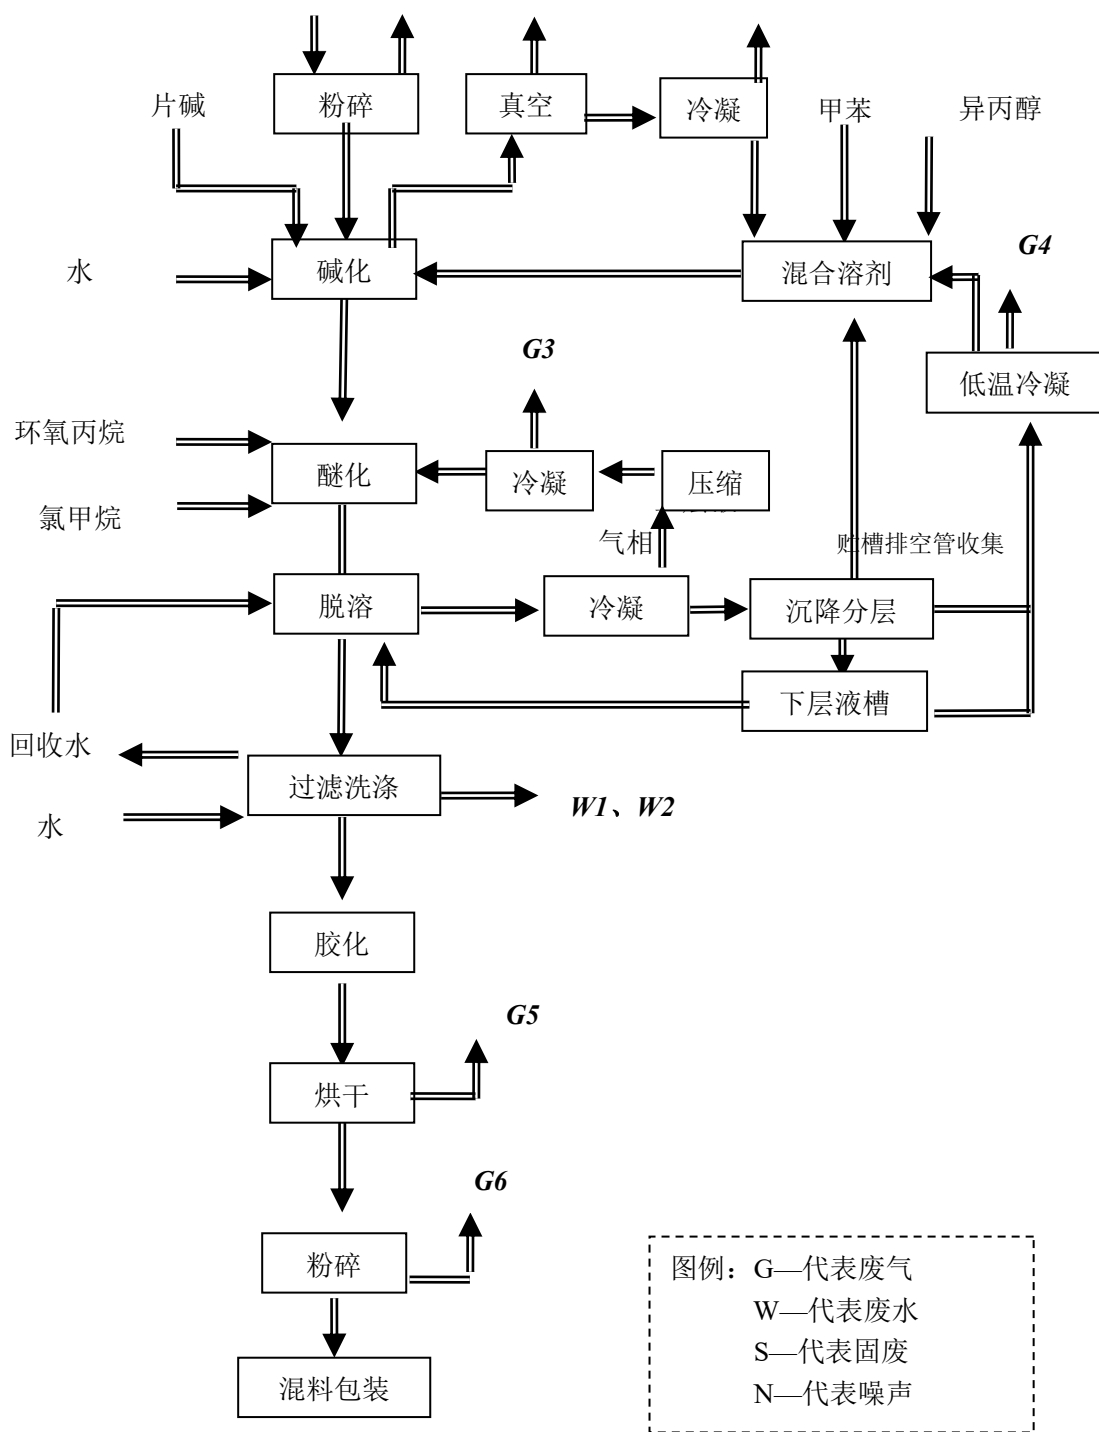 粉碎
真空
冷凝
片碱
甲苯
异丙醇
G4
水
碱化
混合溶剂
G3
低温冷凝
环氧丙烷
醚化
冷凝
压缩
氯甲烷
气相
贮槽排空管收集
脱溶
冷凝
沉降分层
下层液槽
回收水
过滤洗涤
W1、W2
水
胶化
G5
烘干
G6
粉碎
混料包装
图例：G—代表废气
W—代表废水
S—代表固废
N—代表噪声